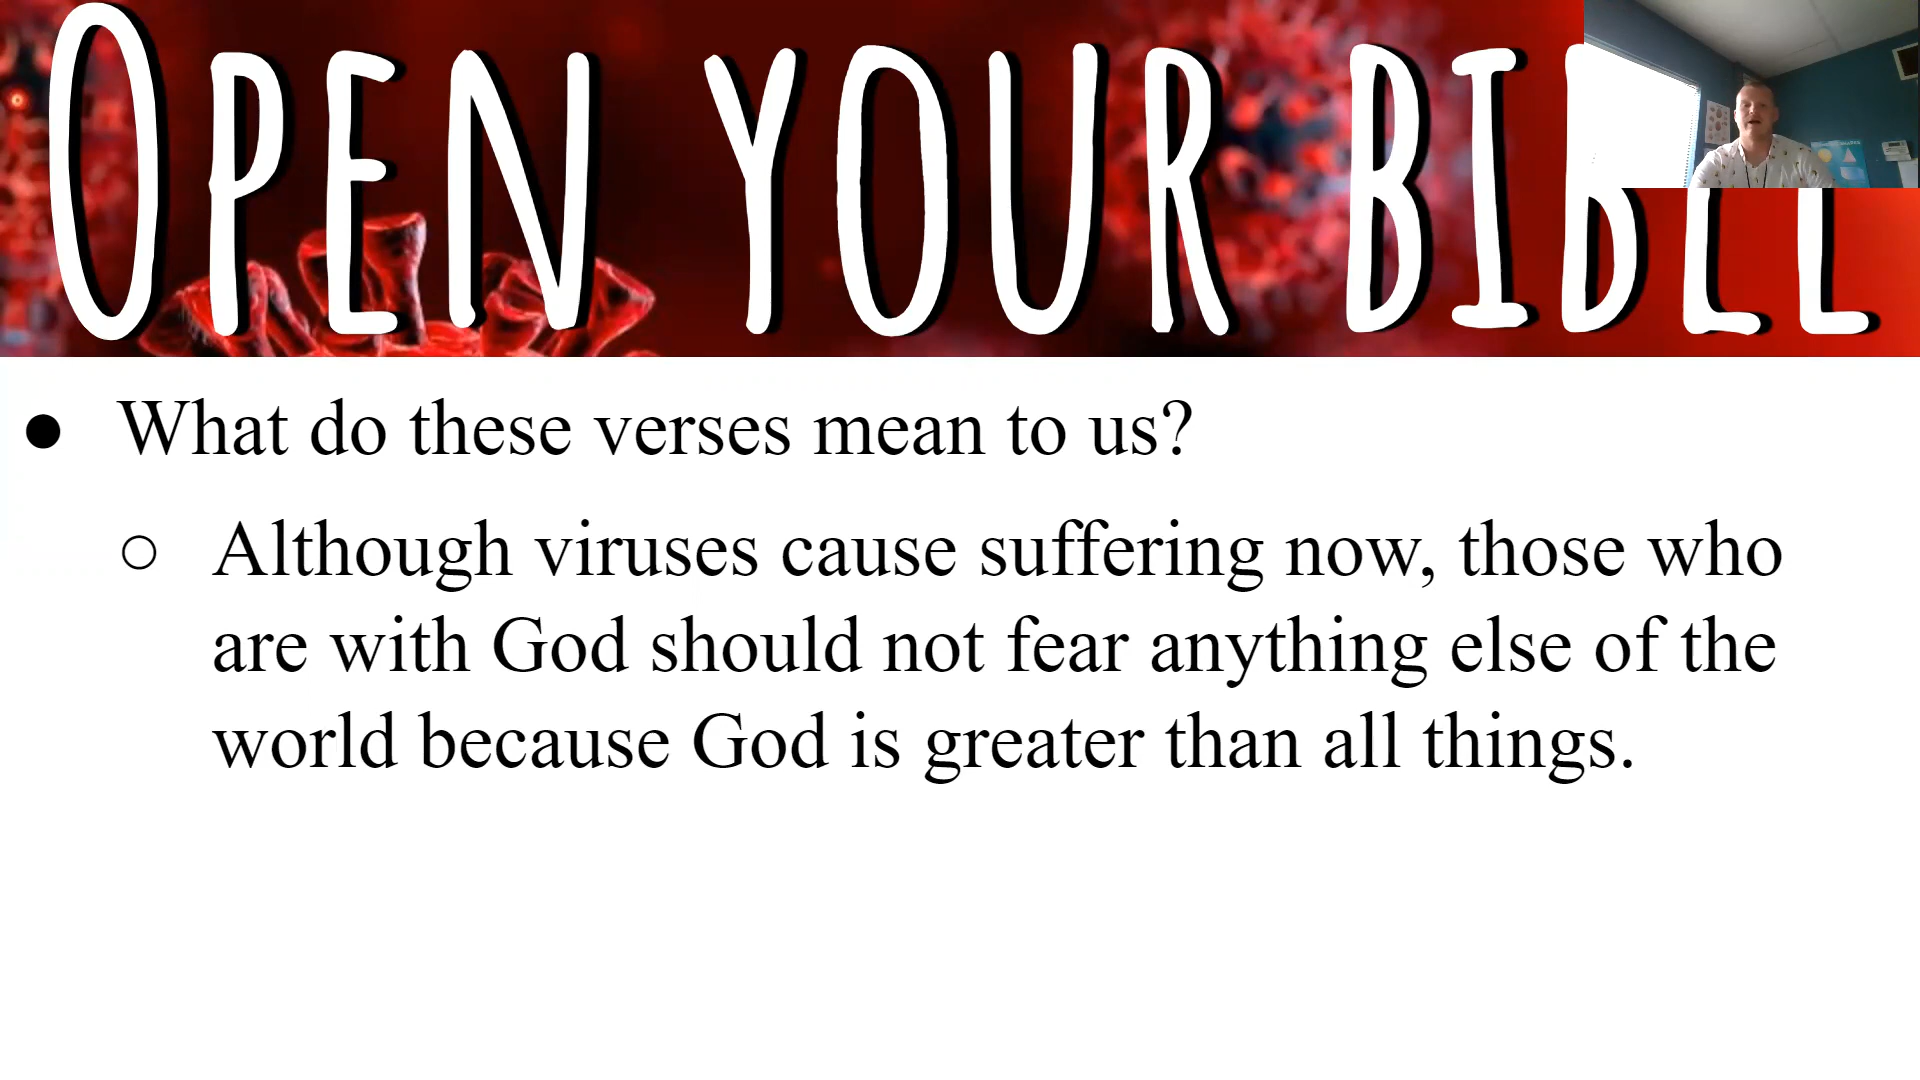 OPEN YOUR BIBLE
● What do these verses mean to us?
○ Although viruses cause suffering now, those who
are with God should not fear anything else of the
world because God is greater than all things.